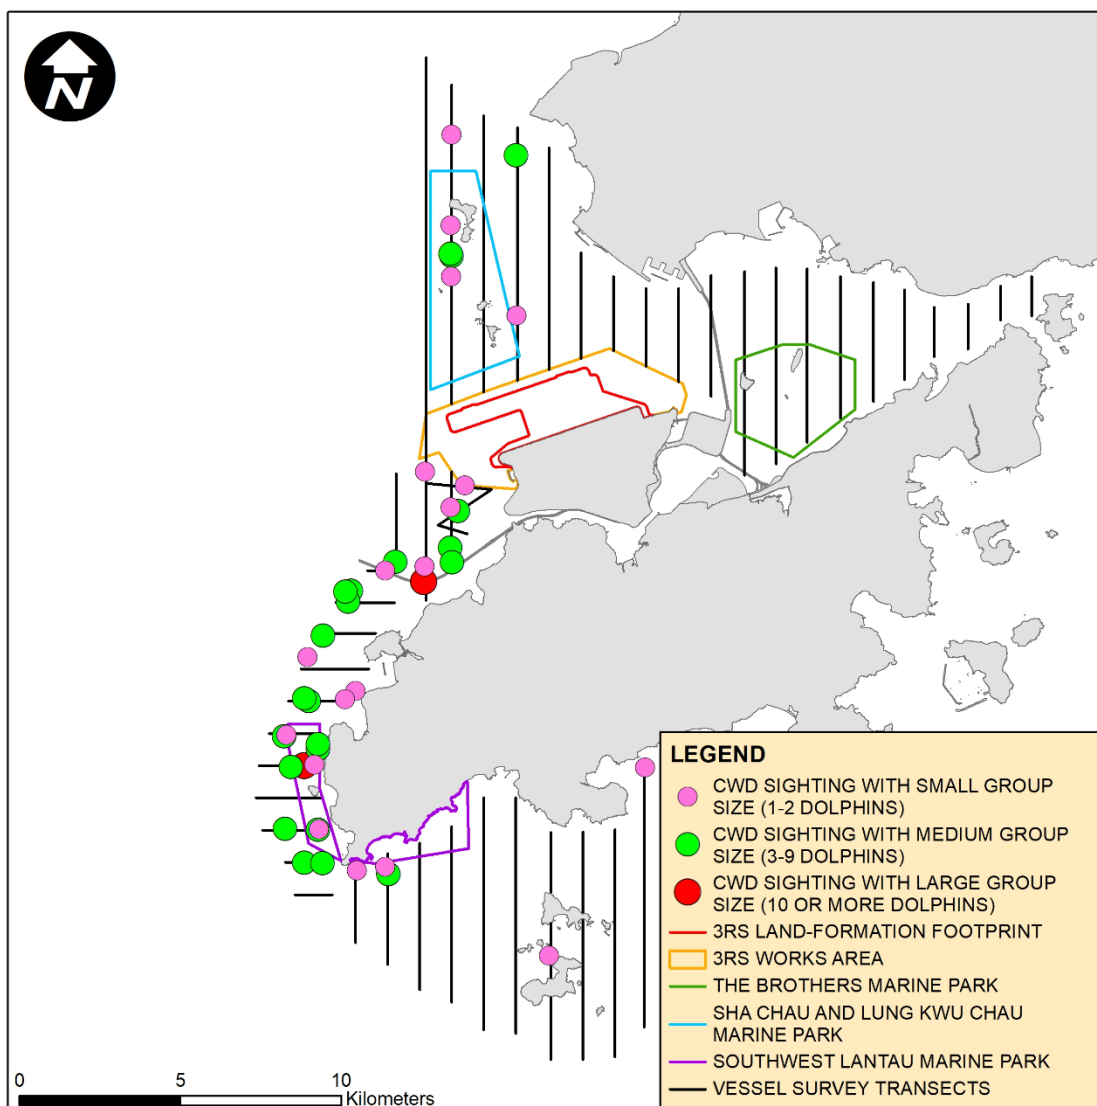 N
LEGEND
CWD SIGHTING WITH SMALL GROUP
SIZE (1-2 DOLPHINS)
CWD SIGHTING WITH MEDIUM GROUP
SIZE (3-9 DOLPHINS)
CWD SIGHTING WITH LARGE GROUP
SIZE (10 OR MORE DOLPHINS)
3RS LAND-FORMATION FOOTPRINT
3RS WORKS AREA
THE BROTHERS MARINE PARK
SHA CHAU AND LUNG KWU CHAU
MARINE PARK
SOUTHWEST LANTAU MARINE PARK
VESSEL SURVEY TRANSECTS
0 5 10
Kilometers